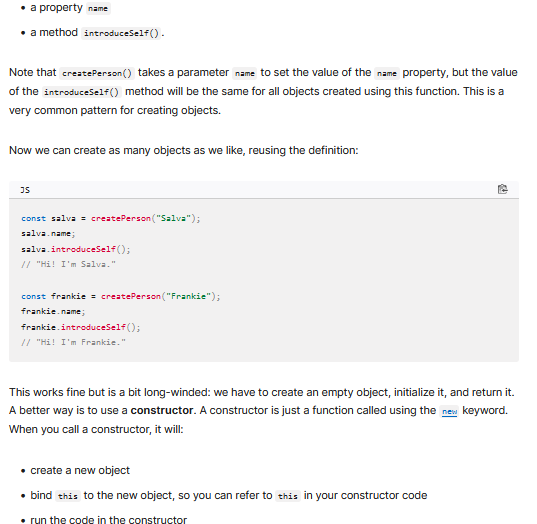 • a property name
• a method introduceSelf().
Note that createPerson() takes a parameter name to set the value of the name property, but the value
of the introduceSelf() method will be the same for all objects created using this function. This is a
very common pattern for creating objects.
Now we can create as many objects as we like, reusing the definition:
JS
const salva = createPerson("Salva");
salva.name;
salva.introduceSelf();
// "Hi! I'm Salva."
const frankie = createPerson("Frankie");
frankie.name;
frankie.introduceSelf();
// "Hi! I'm Frankie."
This works fine but is a bit long-winded: we have to create an empty object, initialize it, and return it.
A better way is to use a constructor. A constructor is just a function called using the new keyword.
When you call a constructor, it will:
• create a new object
• bind this to the new object, so you can refer to this in your constructor code
• run the code in the constructor